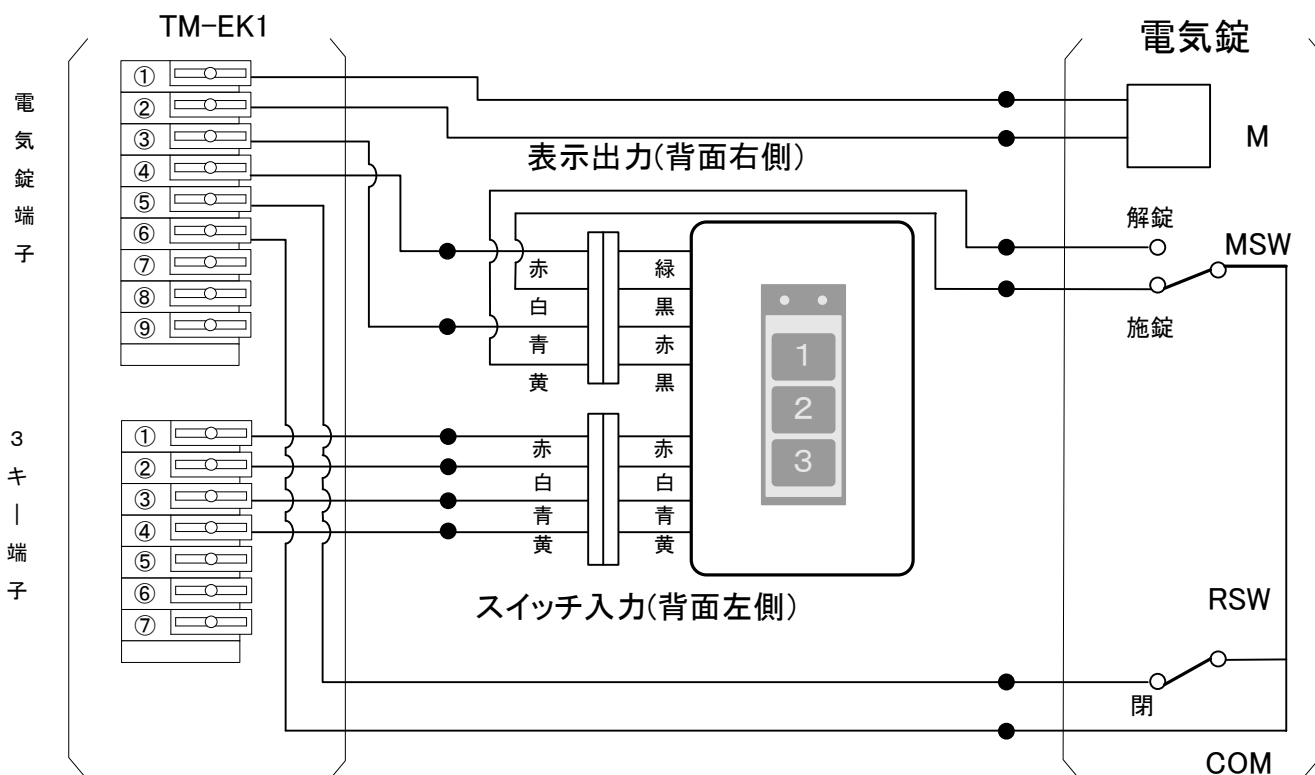 TM-EK1
電気錠
電気錠端子
①
②
③
④
⑤
⑥
⑦
⑧
⑨
M
表示出力(背面右側)
解錠
MSW
施錠
赤 緑
白 黒
青 赤
黄 黒
1
2
3
3キー端子
①
②
③
④
⑤
⑥
⑦
赤 赤
白 白
青 青
黄 黄
スイッチ入力(背面左側)
RSW
閉
COM